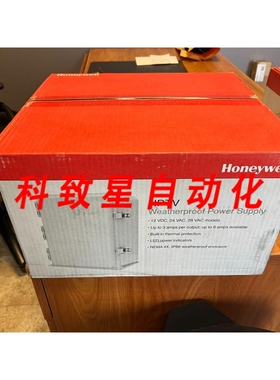 Honeywell
Honeywell
科致星自动化
Weatherproof Power Supply
• 12 VDC, 24 VAC, 28 VAC models
• Up to 3 amps per output; up to 8 amps available
• Built-in thermal protection
• LED power indicators
• NEMA 4X, IP66 weatherproof enclosure